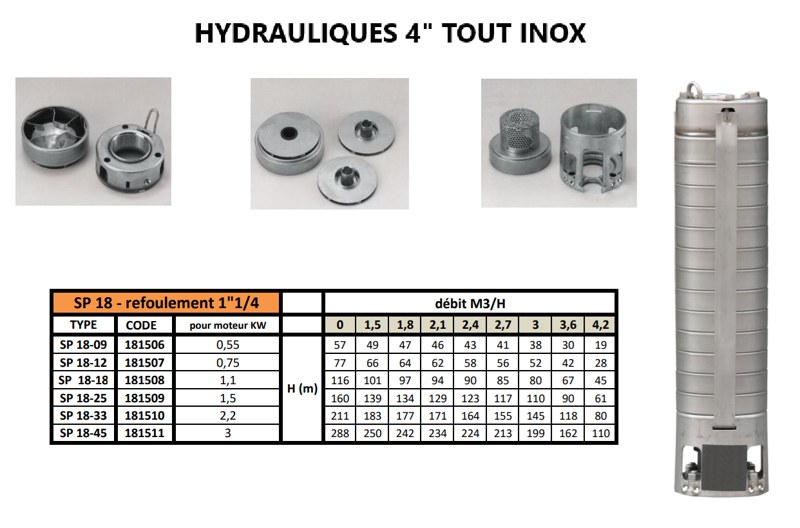 HYDRAULIQUES 4" TOUT INOX
SP 18 - refoulement 1"1/4 débit M3/H
TYPE CODE pour moteur KW 0 1,5 1,8 2,1 2,4 2,7 3 3,6 4,2
SP 18-09 181506 0,55 57 49 47 46 43 41 38 30 19
SP 18-12 181507 0,75 77 66 64 62 58 56 52 42 28
SP 18-18 181508 1,1 116 101 97 94 90 85 80 67 45
H (m)
SP 18-25 181509 1,5 160 139 134 129 123 117 110 90 61
SP 18-33 181510 2,2 211 183 177 171 164 155 145 118 80
SP 18-45 181511 3 288 250 242 234 224 213 199 162 110